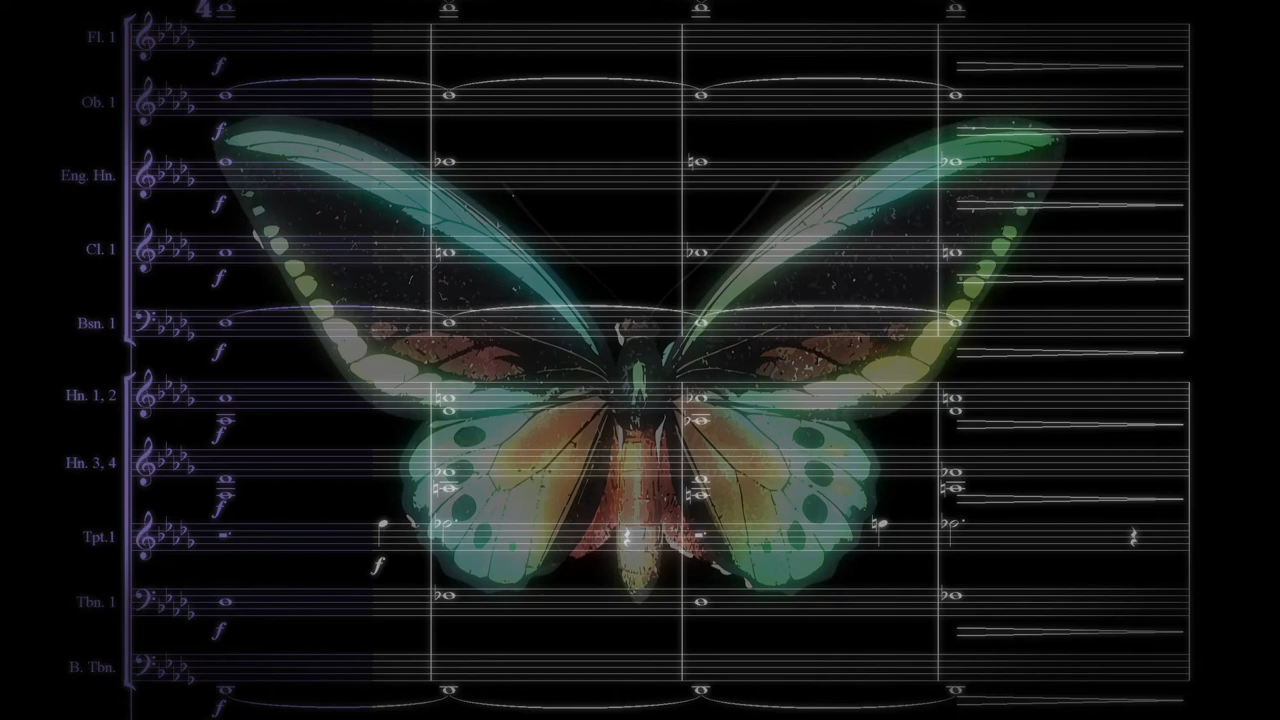 4
Fl. 1
f
Ob. 1
f
Eng. Hn.
f
Cl. 1
f
Bsn. 1
f
Hn. 1, 2
f
Hn. 3, 4
f
Tpt.1
f
Tbn. 1
f
B. Tbn.
f